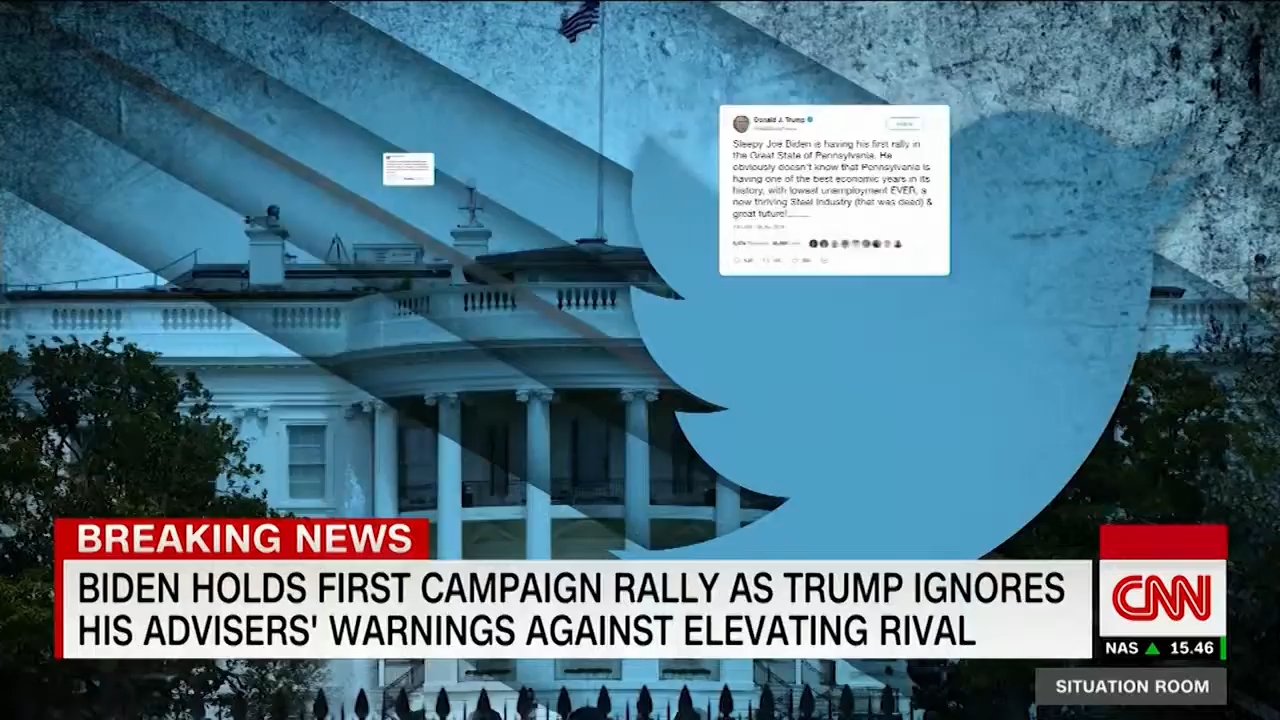 Donald J. Trump
Sleepy Joe Biden is having his first rally in
the Great State of Pennsylvania. He
obviously doesn't know that Pennsylvania is
having one of the best economic years in its
history, with lowest unemployment EVER, a
now thriving Steel Industry (that was dead) &
great future!........
BREAKING NEWS
BIDEN HOLDS FIRST CAMPAIGN RALLY AS TRUMP IGNORES
HIS ADVISERS' WARNINGS AGAINST ELEVATING RIVAL
CNN
NAS ▲ 15.46
SITUATION ROOM